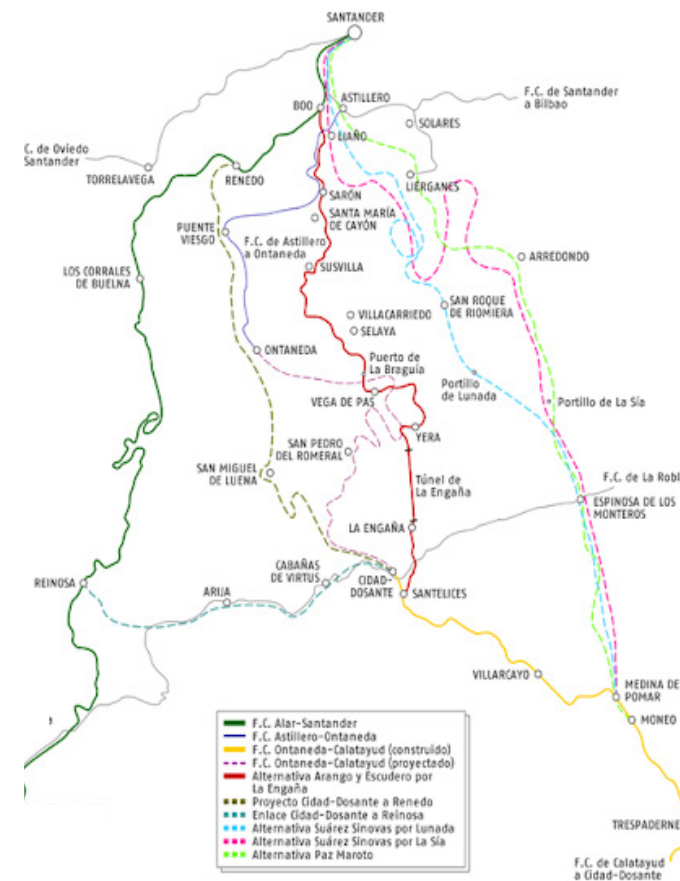 SANTANDER
BOO
ASTILLERO
F.C. de Santander
a Bilbao
SOLARES
LIAÑO
C. de Oviedo
Santander
TORRELAVEGA
RENEDO
LIÉRGANES
SARÓN
SANTA MARÍA
DE CAYÓN
PUENTE
VIESGO
F.C. de Astillero
a Ontaneda
ARREDONDO
SUSVILLA
LOS CORRALES
DE BUELNA
SAN ROQUE
DE RIOMIERA
VILLACARRIEDO
SELAYA
ONTANEDA
Puerto de
La Braguía
Portillo
de Lunada
VEGA DE PAS
Portillo de La Sía
YERA
SAN PEDRO
DEL ROMERAL
SAN MIGUEL
DE LUENA
Túnel de
La Engaña
F.C. de La Robl
ESPINOSA DE LOS
MONTEROS
LA ENGAÑA
CABAÑAS
DE VIRTUS
REINOSA
ARIJA
CIDAD-
DOSANTE
SANTELICES
VILLARCAYO
MEDINA DE
POMAR
MONEO
F.C. Alar-Santander
F.C. Astillero-Ontaneda
F.C. Ontaneda-Calatayud (construido)
F.C. Ontaneda-Calatayud (proyectado)
Alternativa Arango y Escudero por
La Engaña
Proyecto Cidad-Dosante a Renedo
Enlace Cidad-Dosante a Reinosa
Alternativa Suárez Sinovas por Lunada
Alternativa Suárez Sinovas por La Sía
Alternativa Paz Maroto
TRESPADERNE
F.C. de Calatayud
a Cidad-Dosante